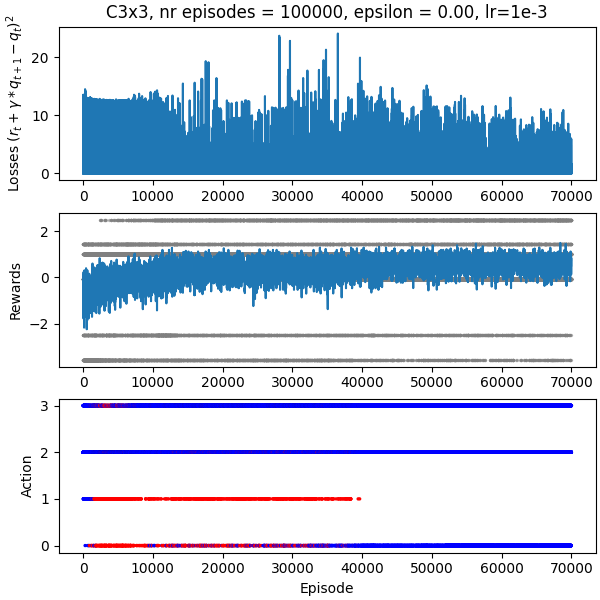 C3x3, nr episodes = 100000, epsilon = 0.00, lr=1e-3
Losses $(r_t + \gamma * q_{t+1} - q_t)^2$
20
10
0
0 10000 20000 30000 40000 50000 60000 70000
Rewards
2
0
−2
0 10000 20000 30000 40000 50000 60000 70000
Action
3
2
1
0
0 10000 20000 30000 40000 50000 60000 70000
Episode